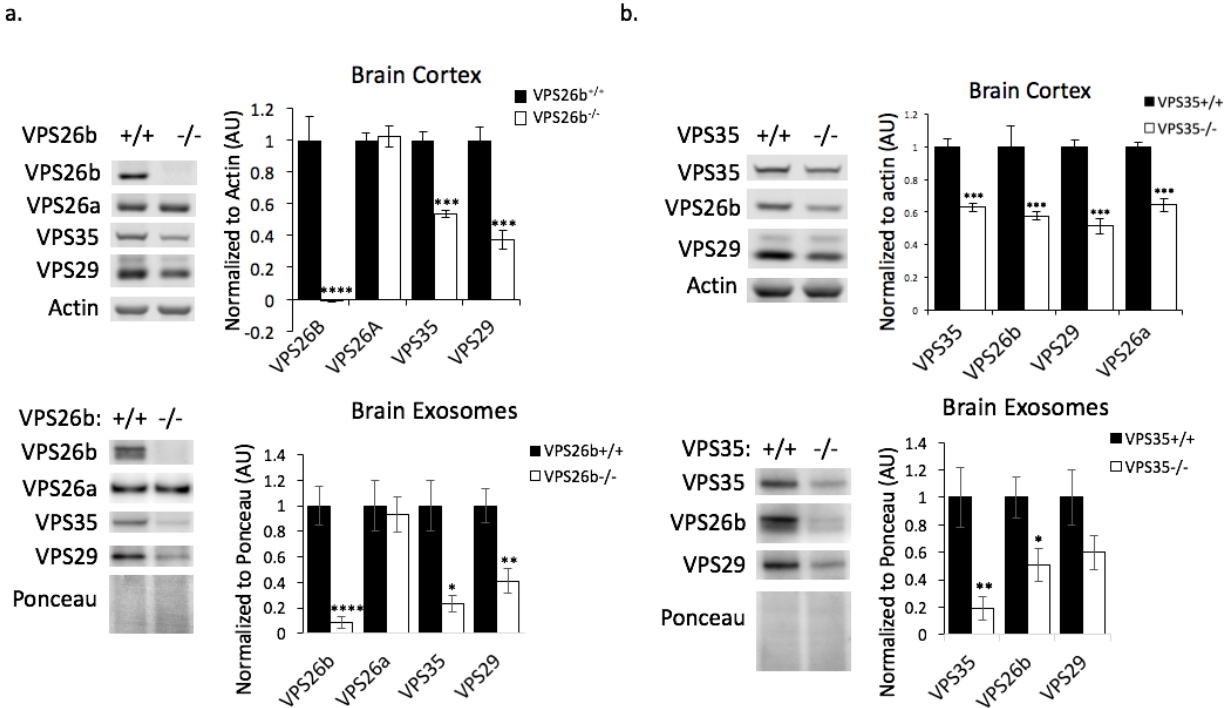 a.
Brain Cortex
VPS26b +/+ -/-
VPS26b
VPS26a
VPS35
VPS29
Actin
Normalized to Actin (AU)
1.2
1
0.8
0.6
0.4
0.2
0
-0.2
VPS26b+/+
VPS26b-/-
****
***
***
VPS26B
VPS26A
VPS35
VPS29
Brain Exosomes
VPS26b: +/+ -/-
VPS26b
VPS26a
VPS35
VPS29
Ponceau
Normalized to Ponceau (AU)
1.4
1.2
1
0.8
0.6
0.4
0.2
0
VPS26b+/+
VPS26b-/-
****
*
**
VPS26b
VPS26a
VPS35
VPS29
b.
Brain Cortex
VPS35 +/+ -/-
VPS35
VPS26b
VPS29
Actin
Normalized to actin (AU)
1.2
1
0.8
0.6
0.4
0.2
0
VPS35+/+
VPS35-/-
***
***
***
***
VPS35
VPS26b
VPS29
VPS26a
Brain Exosomes
VPS35: +/+ -/-
VPS35
VPS26b
VPS29
Ponceau
Normalized to Ponceau (AU)
1.4
1.2
1
0.8
0.6
0.4
0.2
0
VPS35+/+
VPS35-/-
**
*
VPS35
VPS26b
VPS29